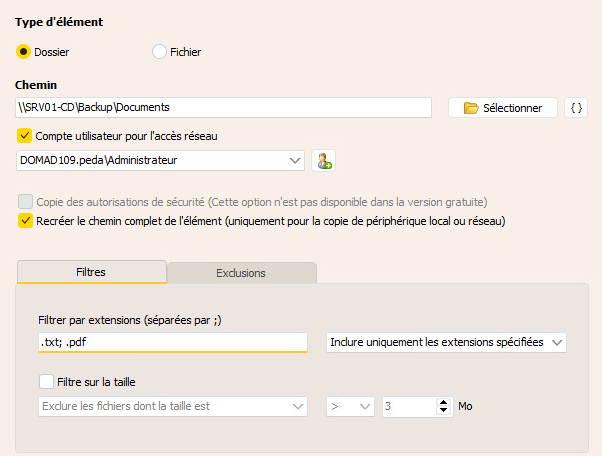 Type d'élément
Dossier Fichier
Chemin
\\SRV01-CD\Backup\Documents Sélectionner { }
Compte utilisateur pour l'accès réseau
DOMAD109.peda\Administrateur
Copie des autorisations de sécurité (Cette option n'est pas disponible dans la version gratuite)
Recréer le chemin complet de l'élément (uniquement pour la copie de périphérique local ou réseau)
Filtres Exclusions
Filtrer par extensions (séparées par ;)
.txt; .pdf Inclure uniquement les extensions spécifiées
Filtre sur la taille
Exclure les fichiers dont la taille est > 3 Mo